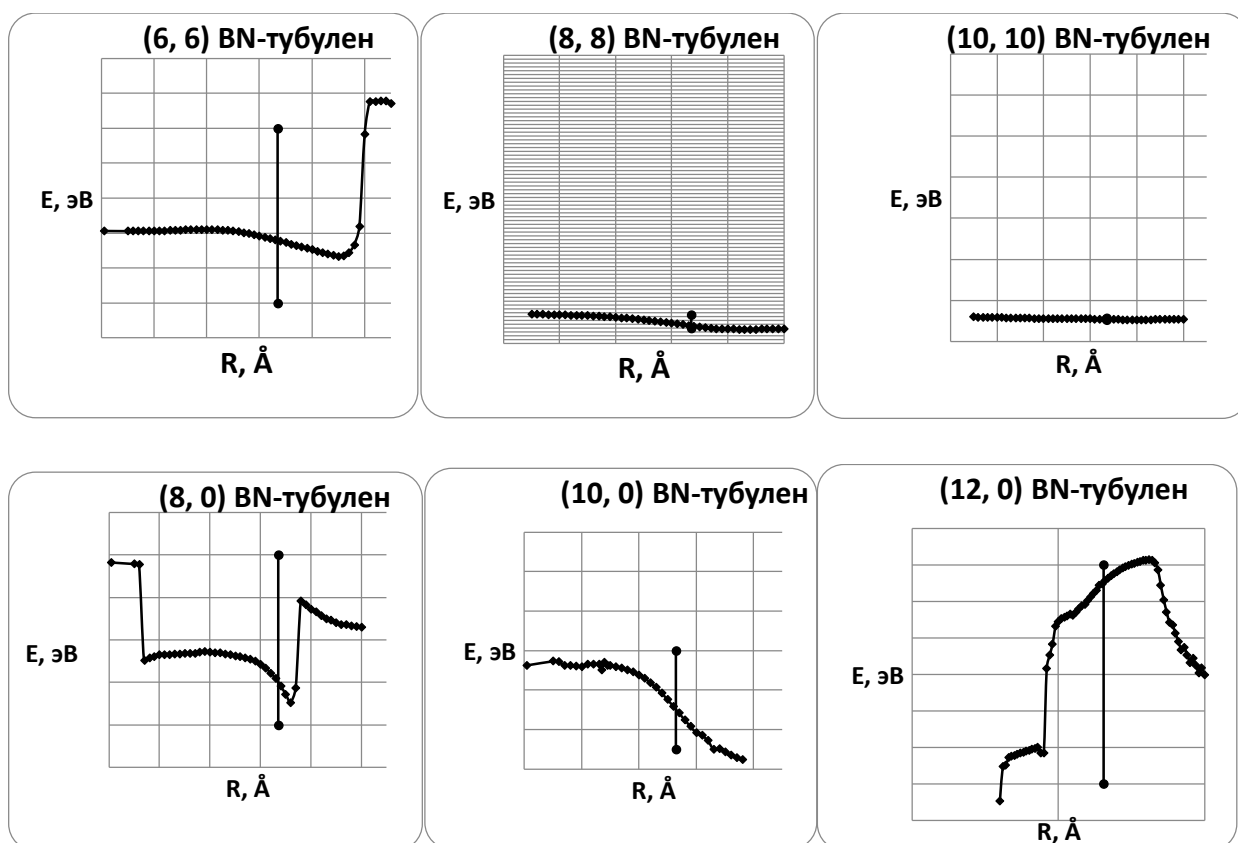 (6, 6) BN-тубулен
E, эВ
R, Å
(8, 8) BN-тубулен
E, эВ
R, Å
(10, 10) BN-тубулен
E, эВ
R, Å
(8, 0) BN-тубулен
E, эВ
R, Å
(10, 0) BN-тубулен
E, эВ
R, Å
(12, 0) BN-тубулен
E, эВ
R, Å